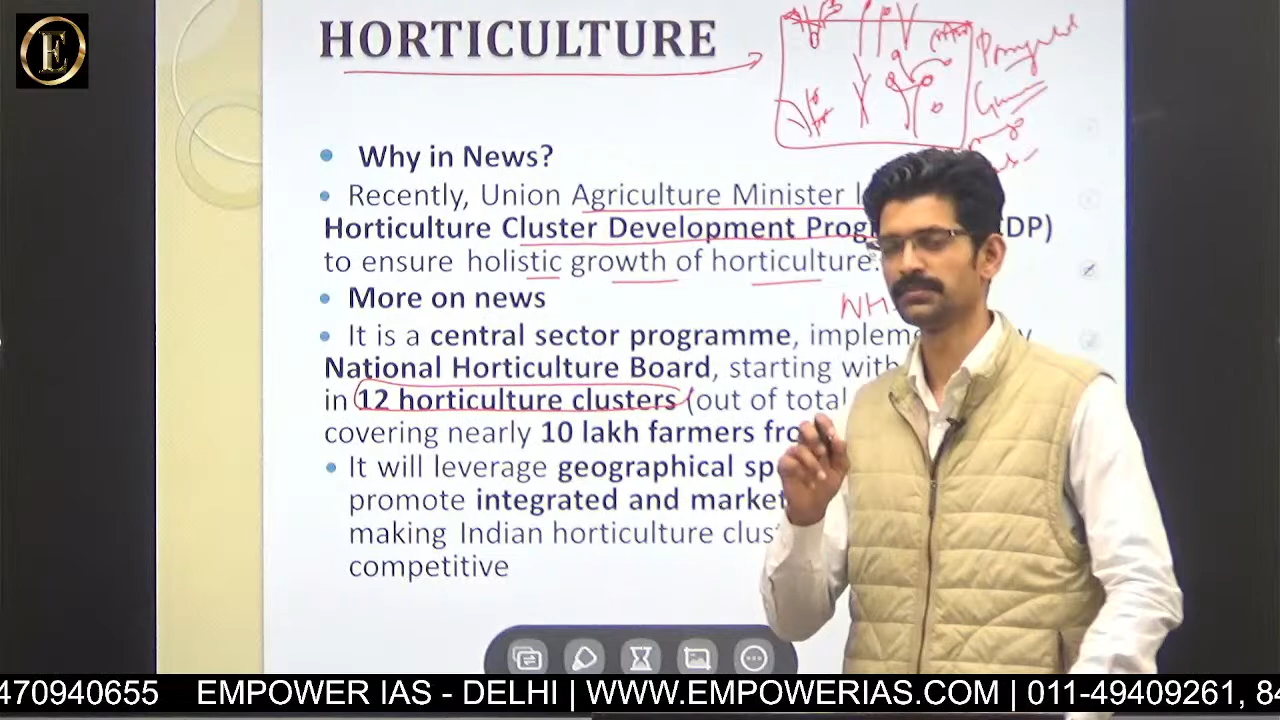 E
HORTICULTURE
Why in News?
Recently, Union Agriculture Minister
Horticulture Cluster Development Prog DP)
to ensure holistic growth of horticulture.
NH
More on news
It is a central sector programme, impleme
National Horticulture Board, starting with
in 12 horticulture clusters (out of total
covering nearly 10 lakh farmers fro
It will leverage geographical sp
promote integrated and market
making Indian horticulture clus
competitive
470940655 EMPOWER IAS - DELHI | WWW.EMPOWERIAS.COM | 011-49409261, 84